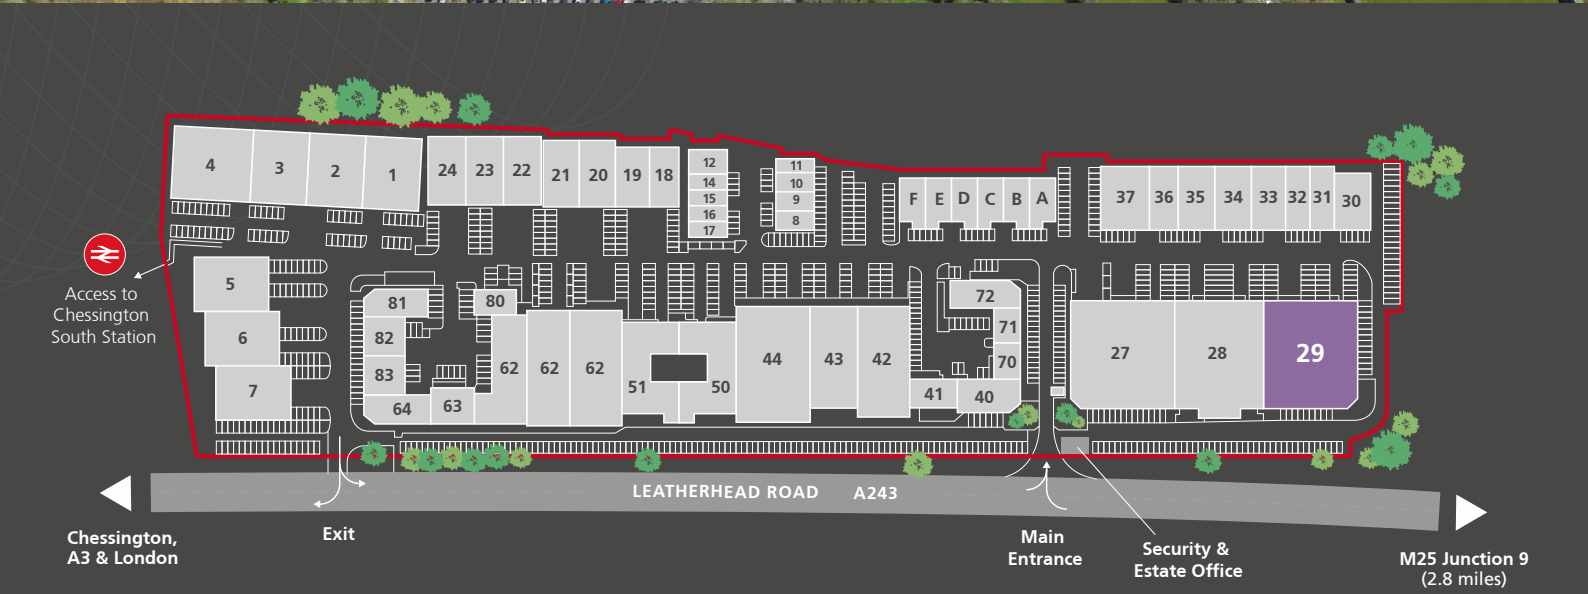 4
3
2
1
24
23
22
21
20
19
18
12
14
15
16
17
11
10
9
8
F
E
D
C
B
A
37
36
35
34
33
32
31
30
Access to
Chessington
South Station
5
6
7
81
80
82
83
64
63
62
62
62
51
50
44
43
42
41
40
72
71
70
27
28
29
LEATHERHEAD ROAD A243
Chessington,
A3 & London
Exit
Main
Entrance
Security &
Estate Office
M25 Junction 9
(2.8 miles)